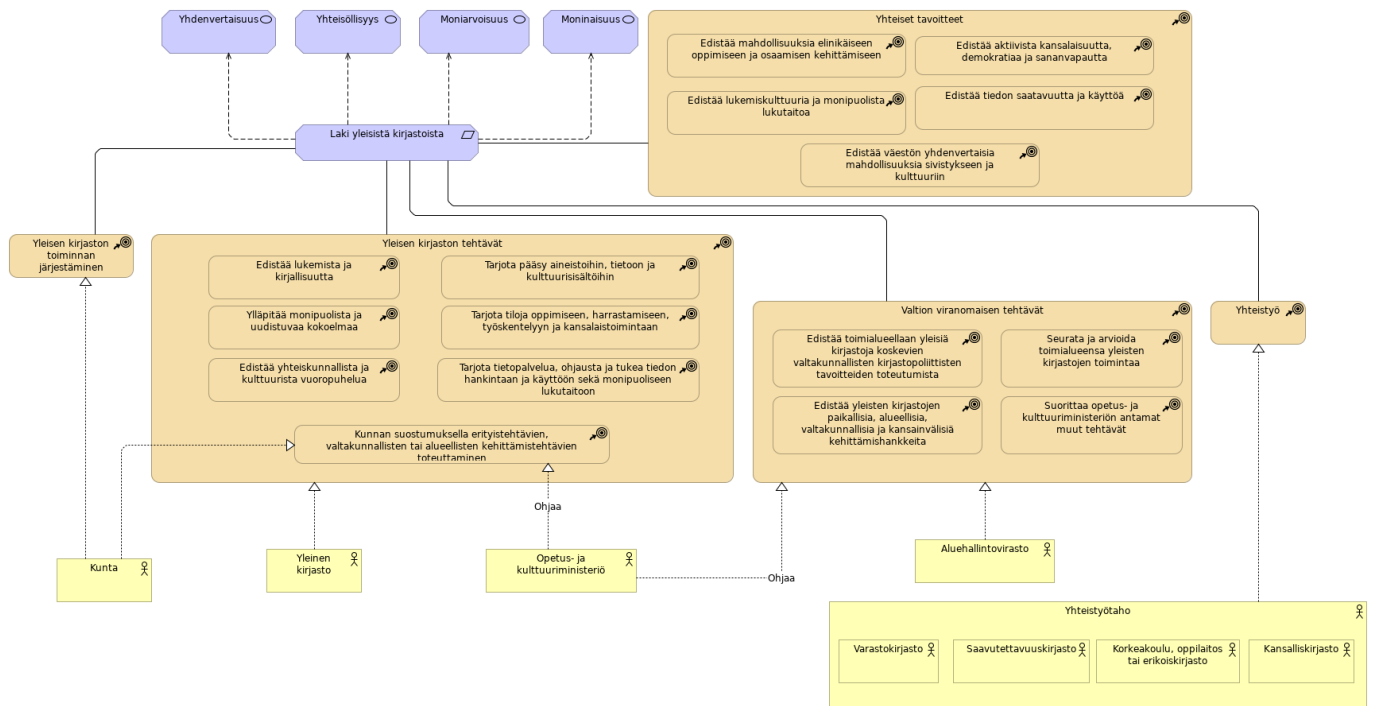 Yhdenvertaisuus
Yhteisöllisyys
Moniarvoisuus
Moninaisuus
Yhteiset tavoitteet
Edistää mahdollisuuksia elinikäiseen
oppimiseen ja osaamisen kehittämiseen
Edistää aktiivista kansalaisuutta,
demokratiaa ja sananvapautta
Edistää lukemiskulttuuria ja monipuolista
lukutaitoa
Edistää tiedon saatavuutta ja käyttöä
Edistää väestön yhdenvertaisia
mahdollisuuksia sivistykseen ja
kulttuuriin
Laki yleisistä kirjastoista
Yleisen kirjaston
toiminnan
järjestäminen
Yleisen kirjaston tehtävät
Edistää lukemista ja
kirjallisuutta
Tarjota pääsy aineistoihin, tietoon ja
kulttuurisisältöihin
Ylläpitää monipuolista ja
uudistuvaa kokoelmaa
Tarjota tiloja oppimiseen, harrastamiseen,
työskentelyyn ja kansalaistoimintaan
Edistää yhteiskunnallista ja
kulttuurista vuoropuhelua
Tarjota tietopalvelua, ohjausta ja tukea tiedon
hankintaan ja käyttöön sekä monipuoliseen
lukutaitoon
Kunnan suostumuksella erityistehtävien,
valtakunnallisten tai alueellisten kehittämistehtävien
toteuttaminen
Valtion viranomaisen tehtävät
Edistää toimialueellaan yleisiä
kirjastoja koskevien
valtakunnallisten kirjastopoliittisten
tavoitteiden toteutumista
Seurata ja arvioida
toimialueensa yleisten
kirjastojen toimintaa
Edistää yleisten kirjastojen
paikallisia, alueellisia,
valtakunnallisia ja kansainvälisiä
kehittämishankkeita
Suorittaa opetus- ja
kulttuuriministeriön antamat
muut tehtävät
Yhteistyö
Ohjaa
Ohjaa
Kunta
Yleinen
kirjasto
Opetus- ja
kulttuuriministeriö
Aluehallintovirasto
Yhteistyötaho
Varastokirjasto
Saavutettavuuskirjasto
Korkeakoulu, oppilaitos
tai erikoiskirjasto
Kansalliskirjasto